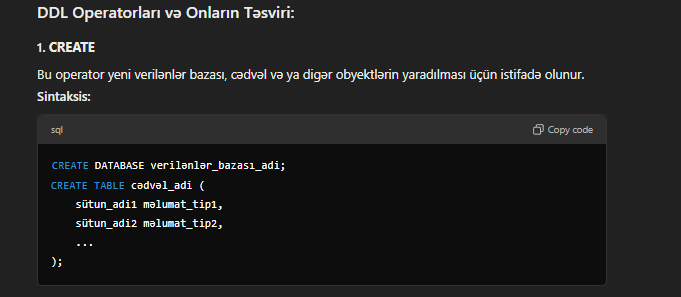 DDL Operatorları və Onların Təsviri:
1. CREATE
Bu operator yeni verilənlər bazası, cədvəl və ya digər obyektlərin yaradılması üçün istifadə olunur.
Sintaksis:
sql Copy code
CREATE DATABASE verilənlər_bazası_adi;
CREATE TABLE cədvəl_adi (
    sütun_adi1 məlumat_tip1,
    sütun_adi2 məlumat_tip2,
    ...
);